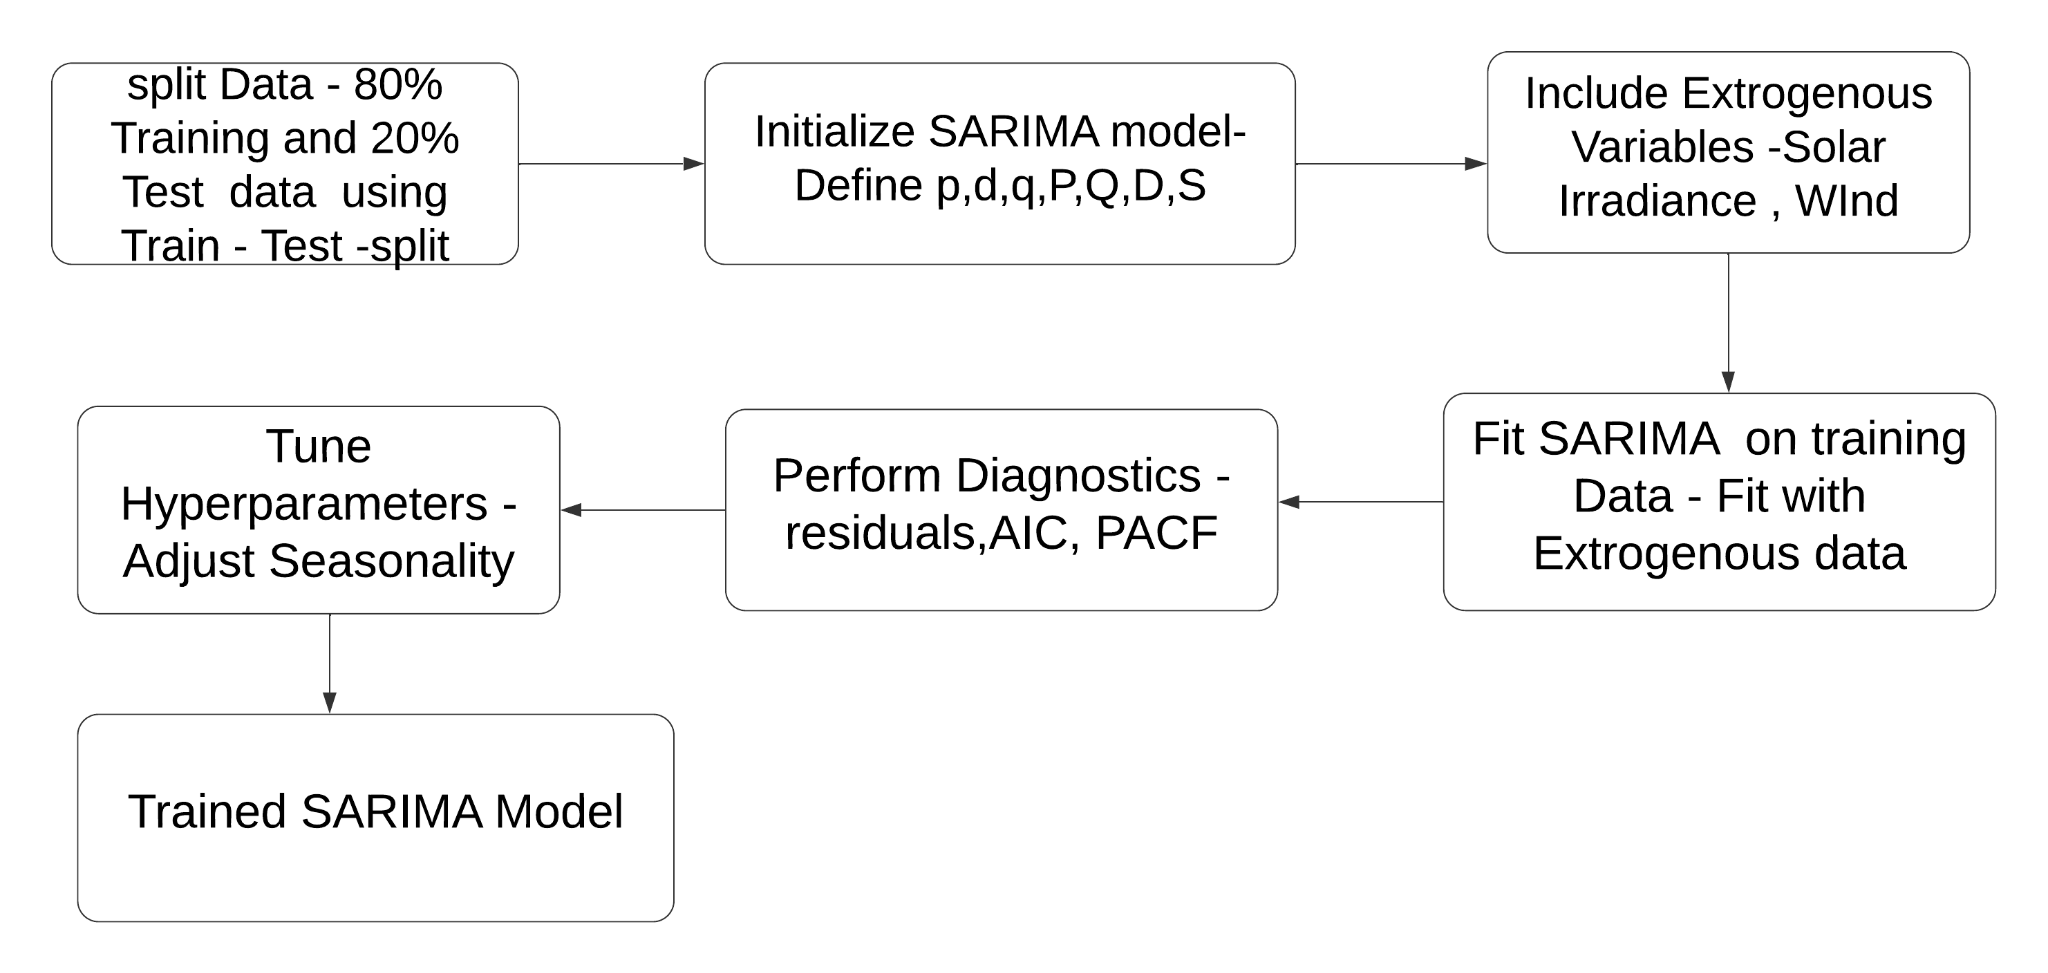 split Data - 80%
Training and 20%
Test  data  using
Train - Test -split
Initialize SARIMA model-
Define p,d,q,P,Q,D,S
Include Extrogenous
Variables -Solar
Irradiance , WInd
Fit SARIMA  on training
Data - Fit with
Extrogenous data
Perform Diagnostics -
residuals,AIC, PACF
Tune
Hyperparameters -
Adjust Seasonality
Trained SARIMA Model